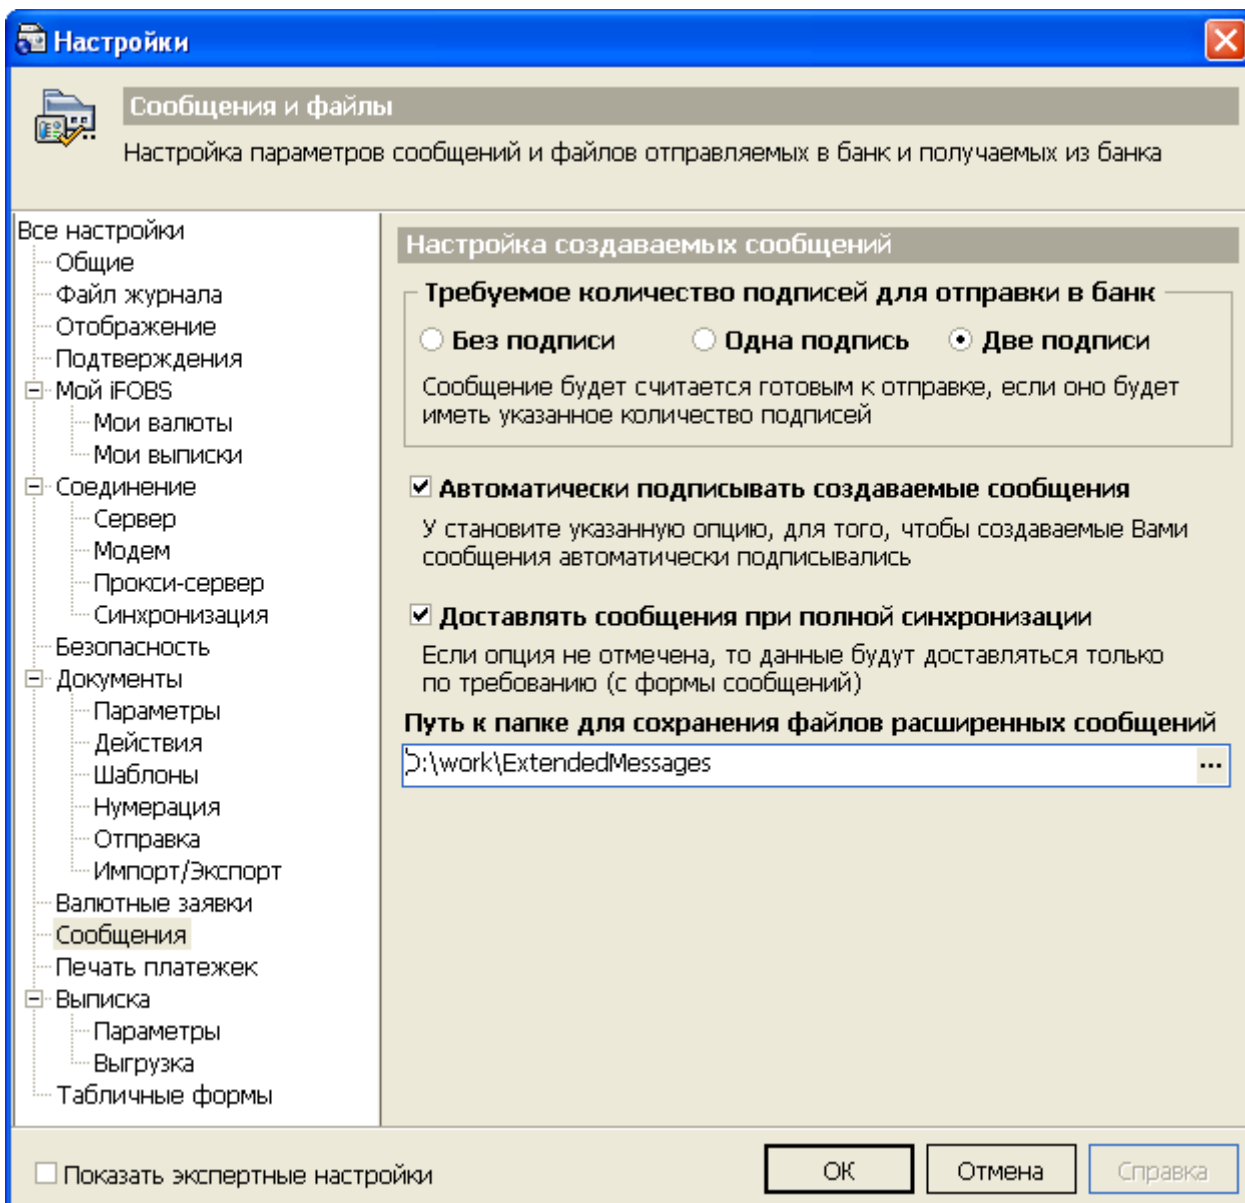 Настройки
Сообщения и файлы
Настройка параметров сообщений и файлов отправляемых в банк и получаемых из банка
Все настройки
Общие
Файл журнала
Отображение
Подтверждения
Мой iFOBS
Мои валюты
Мои выписки
Соединение
Сервер
Модем
Прокси-сервер
Синхронизация
Безопасность
Документы
Параметры
Действия
Шаблоны
Нумерация
Отправка
Импорт/Экспорт
Валютные заявки
Сообщения
Печать платежек
Выписка
Параметры
Выгрузка
Табличные формы
Настройка создаваемых сообщений
Требуемое количество подписей для отправки в банк
Без подписи Одна подпись Две подписи
Сообщение будет считается готовым к отправке, если оно будет
иметь указанное количество подписей
Автоматически подписывать создаваемые сообщения
У становите указанную опцию, для того, чтобы создаваемые Вами
сообщения автоматически подписывались
Доставлять сообщения при полной синхронизации
Если опция не отмечена, то данные будут доставляться только
по требованию (с формы сообщений)
Путь к папке для сохранения файлов расширенных сообщений
D:\work\ExtendedMessages
...
Показать экспертные настройки
ОК Отмена Справка